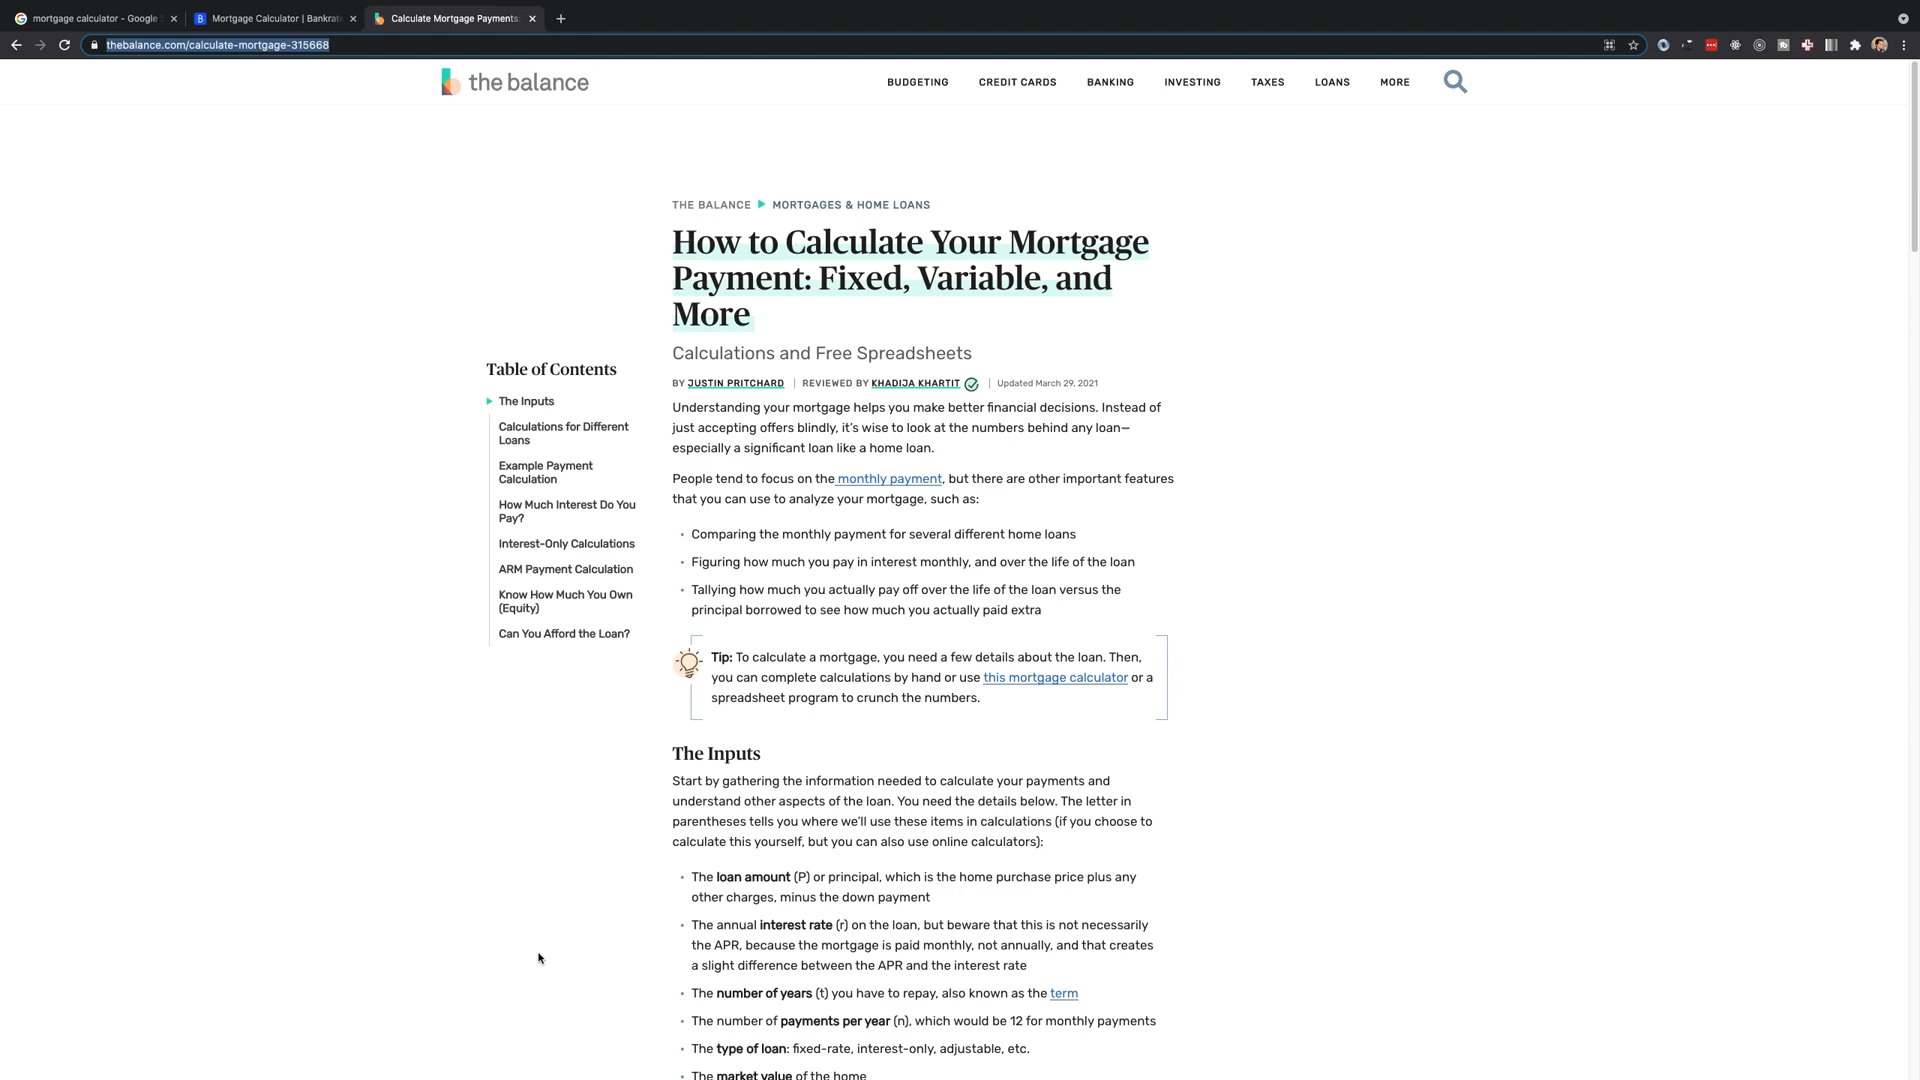 mortgage calculator - Google S
Mortgage Calculator | Bankrate
Calculate Mortgage Payments:
thebalance.com/calculate-mortgage-315668
the balance
BUDGETING CREDIT CARDS BANKING INVESTING TAXES LOANS MORE
THE BALANCE MORTGAGES & HOME LOANS
How to Calculate Your Mortgage
Payment: Fixed, Variable, and
More
Calculations and Free Spreadsheets
BY JUSTIN PRITCHARD | REVIEWED BY KHADIJA KHARTIT | Updated March 29, 2021
Table of Contents
The Inputs
Calculations for Different
Loans
Example Payment
Calculation
How Much Interest Do You
Pay?
Interest-Only Calculations
ARM Payment Calculation
Know How Much You Own
(Equity)
Can You Afford the Loan?
Understanding your mortgage helps you make better financial decisions. Instead of
just accepting offers blindly, it’s wise to look at the numbers behind any loan—
especially a significant loan like a home loan.
People tend to focus on the monthly payment, but there are other important features
that you can use to analyze your mortgage, such as:
• Comparing the monthly payment for several different home loans
• Figuring how much you pay in interest monthly, and over the life of the loan
• Tallying how much you actually pay off over the life of the loan versus the
principal borrowed to see how much you actually paid extra
Tip: To calculate a mortgage, you need a few details about the loan. Then,
you can complete calculations by hand or use this mortgage calculator or a
spreadsheet program to crunch the numbers.
The Inputs
Start by gathering the information needed to calculate your payments and
understand other aspects of the loan. You need the details below. The letter in
parentheses tells you where we’ll use these items in calculations (if you choose to
calculate this yourself, but you can also use online calculators):
• The loan amount (P) or principal, which is the home purchase price plus any
other charges, minus the down payment
• The annual interest rate (r) on the loan, but beware that this is not necessarily
the APR, because the mortgage is paid monthly, not annually, and that creates
a slight difference between the APR and the interest rate
• The number of years (t) you have to repay, also known as the term
• The number of payments per year (n), which would be 12 for monthly payments
• The type of loan: fixed-rate, interest-only, adjustable, etc.
• The market value of the home